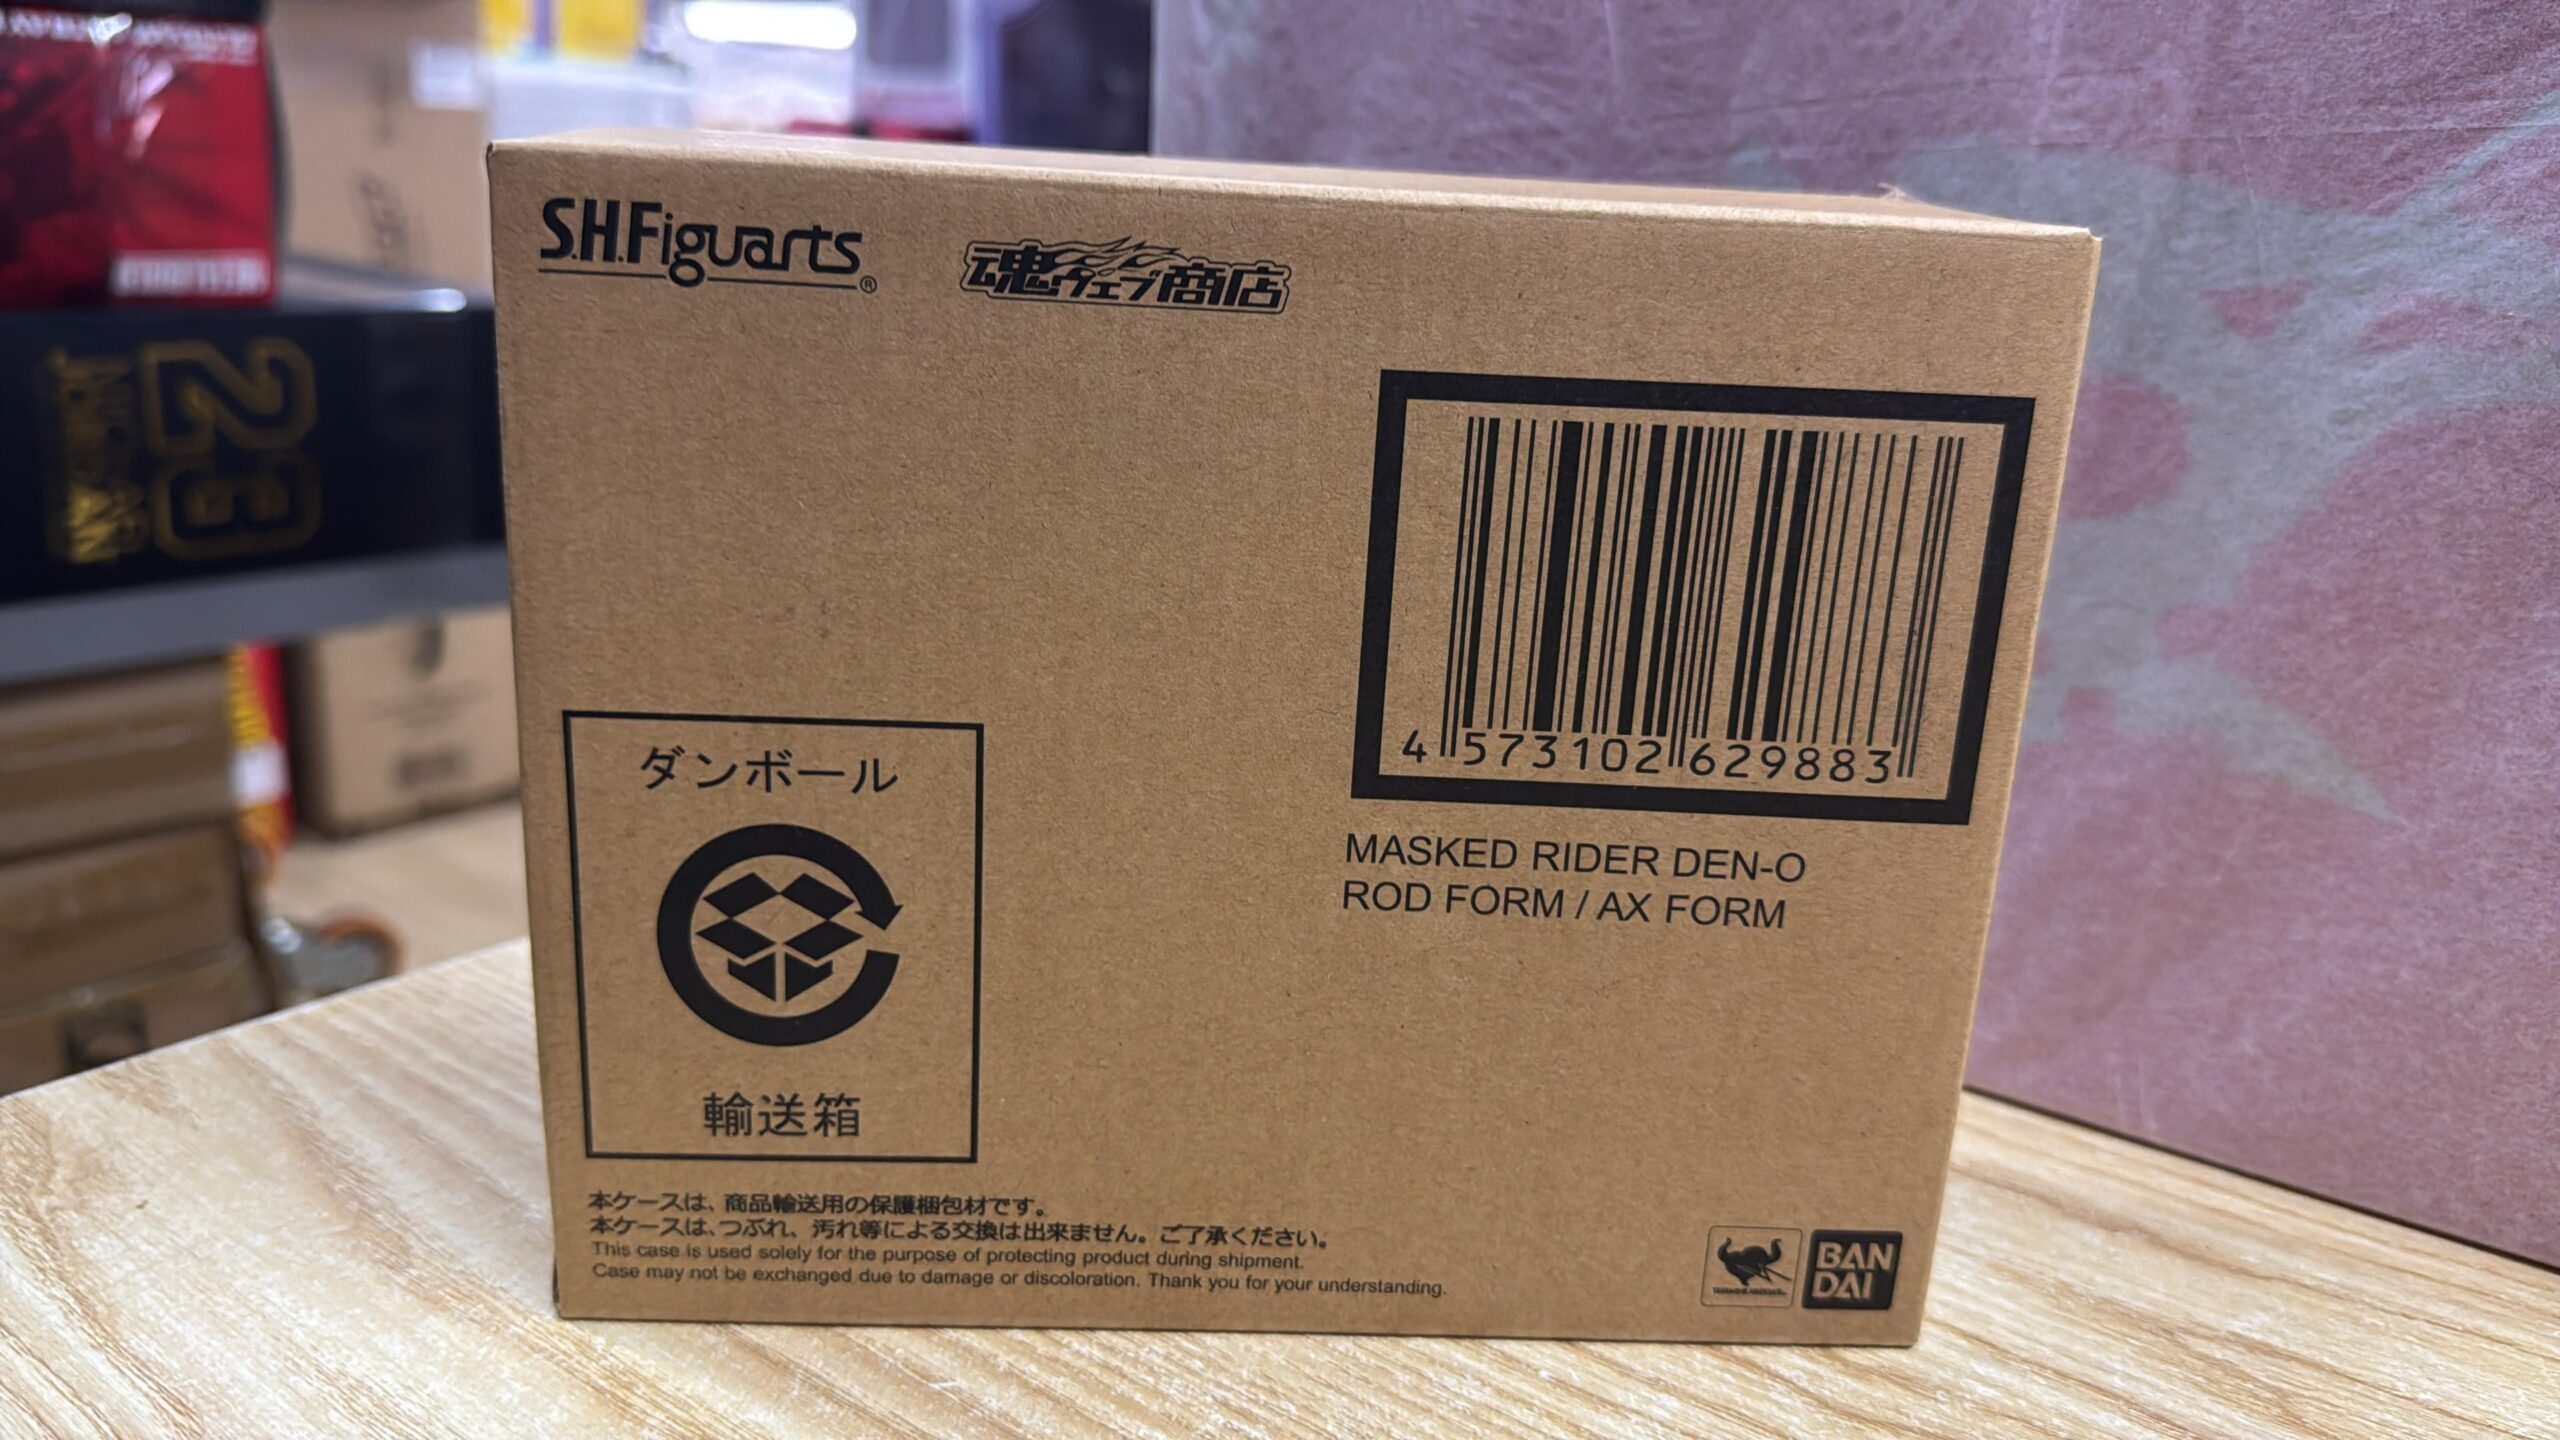 S.H.Figuarts®
魂ウェブ商店
4 573102 629883
MASKED RIDER DEN-O
ROD FORM / AX FORM
ダンボール
輸送箱
本ケースは、商品輸送用の保護梱包材です。
本ケースは、つぶれ、汚れ等による交換は出来ません。ご了承ください。
This case is used solely for the purpose of protecting product during shipment.
Case may not be exchanged due to damage or discoloration. Thank you for your understanding.
BAN
DAI
23